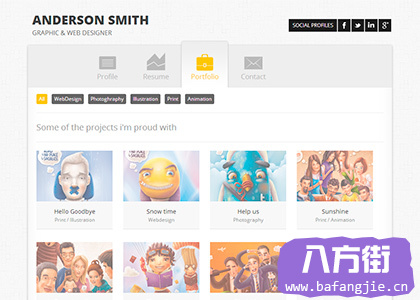 ANDERSON SMITH
GRAPHIC & WEB DESIGNER
SOCIAL PROFILES
Profile
Resume
Portfolio
Contact
All
WebDesign
Photoghraphy
Illustration
Print
Animation
Some of the projects i'm proud with
Hello Goodbye
Print / Illustration
Snow time
Webdesign
Help us
Photography
Sunshine
Print / Animation
八方街
www.bafangjie.cn